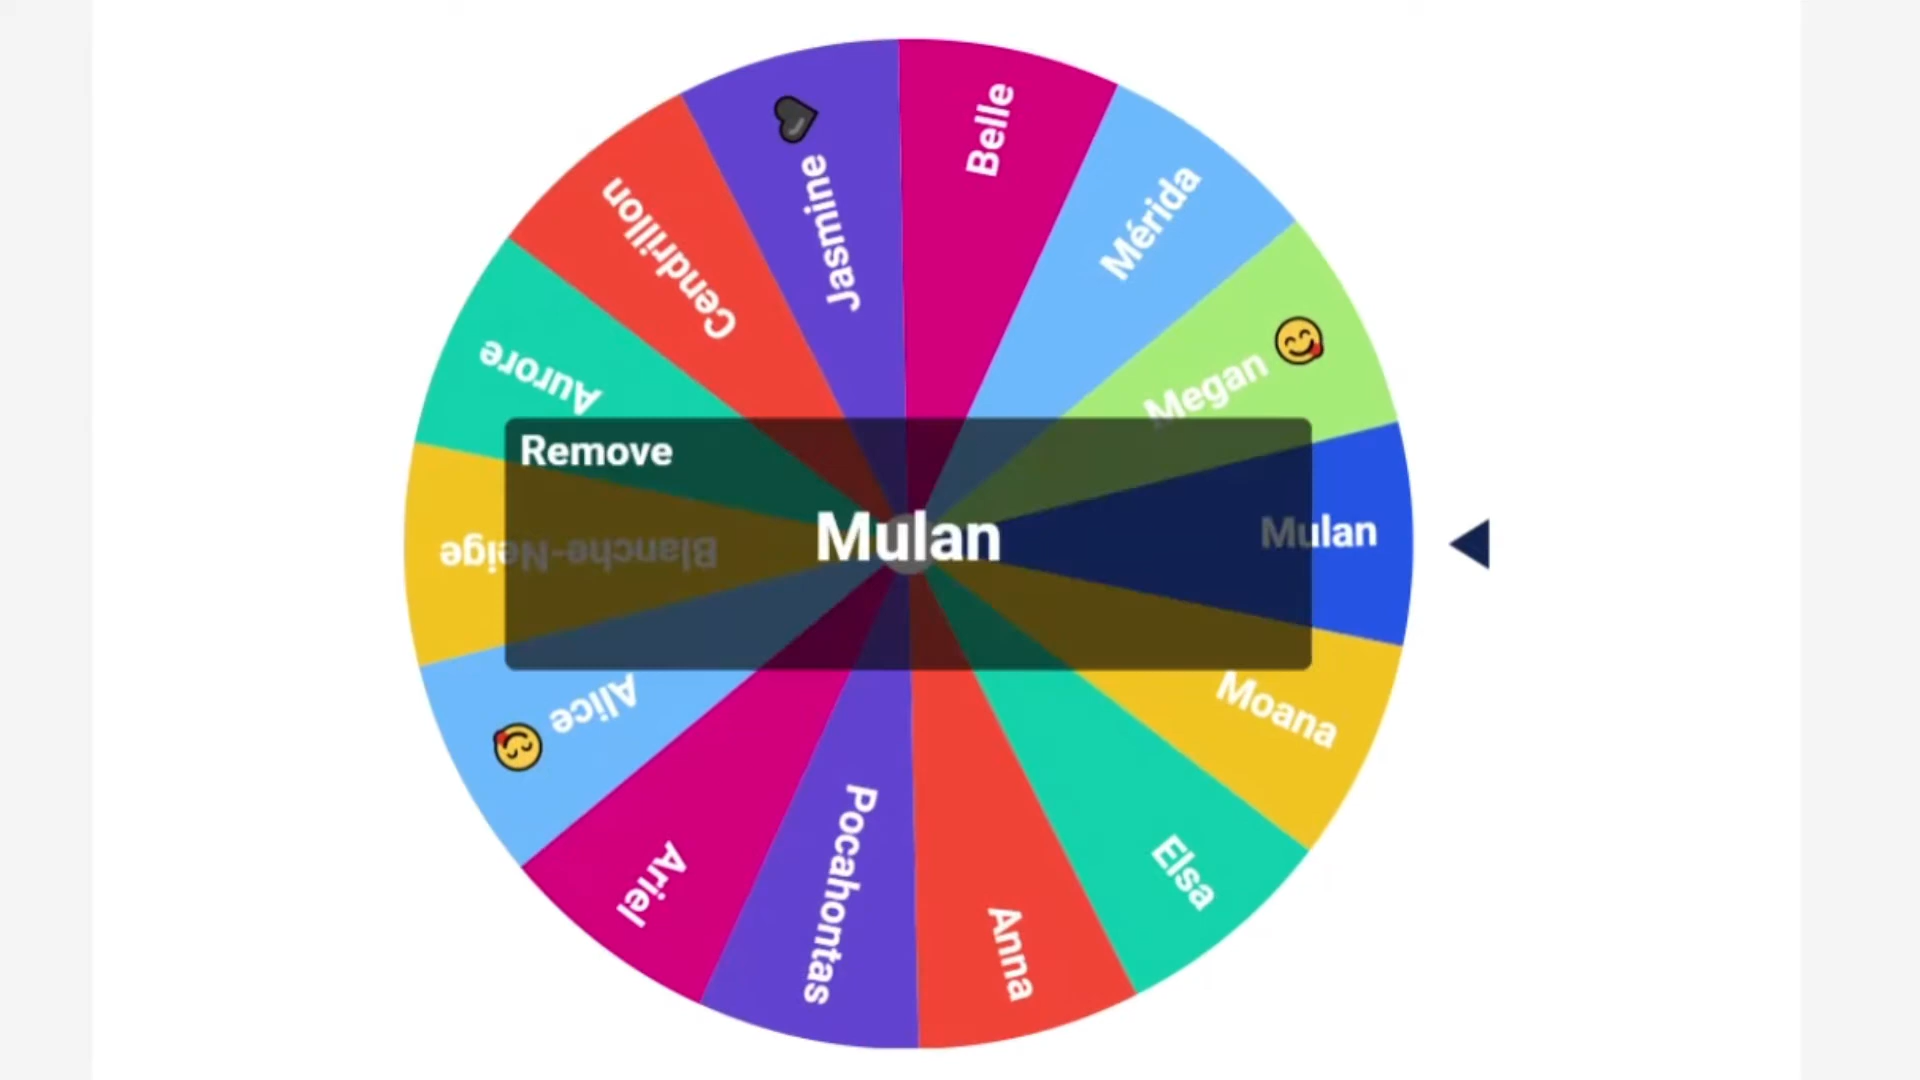 Belle
Mérida
Megan 😋
Mulan
Moana
Elsa
Anna
Pocahontas
Ariel
Alice 😋
Blanche-Neige
Aurore
Cendrillon
Jasmine 🖤
Remove
Mulan